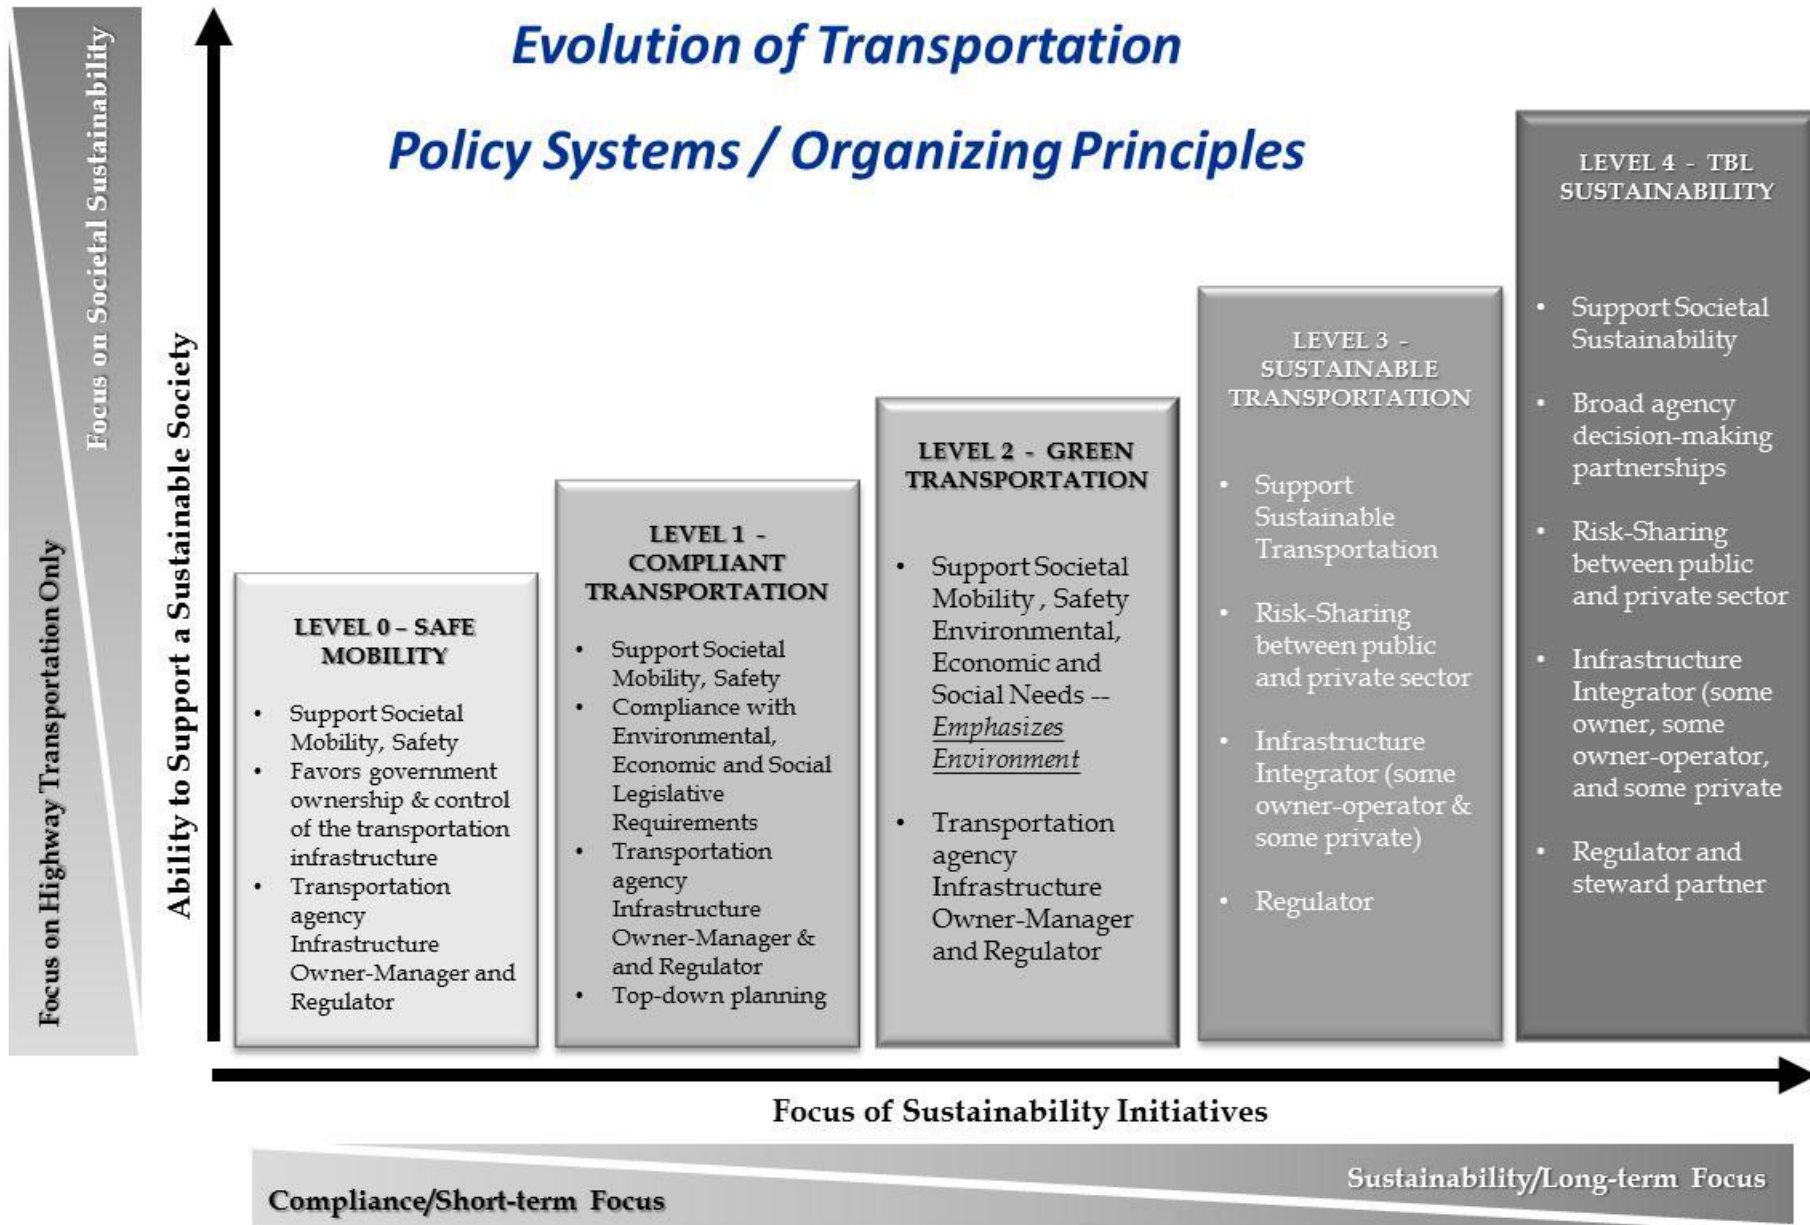 Evolution of Transportation
Policy Systems / Organizing Principles
Focus on Societal Sustainability
Focus on Highway Transportation Only
Ability to Support a Sustainable Society
LEVEL 0 – SAFE
MOBILITY
• Support Societal
Mobility, Safety
• Favors government
ownership & control
of the transportation
infrastructure
• Transportation
agency
Infrastructure
Owner-Manager and
Regulator
LEVEL 1 -
COMPLIANT
TRANSPORTATION
• Support Societal
Mobility, Safety
• Compliance with
Environmental,
Economic and Social
Legislative
Requirements
• Transportation
agency
Infrastructure
Owner-Manager &
and Regulator
• Top-down planning
LEVEL 2 - GREEN
TRANSPORTATION
• Support Societal
Mobility , Safety
Environmental,
Economic and
Social Needs --
Emphasizes
Environment
• Transportation
agency
Infrastructure
Owner-Manager
and Regulator
LEVEL 3 -
SUSTAINABLE
TRANSPORTATION
• Support
Sustainable
Transportation
• Risk-Sharing
between public
and private sector
• Infrastructure
Integrator (some
owner-operator &
some private)
• Regulator
LEVEL 4 - TBL
SUSTAINABILITY
• Support Societal
Sustainability
• Broad agency
decision-making
partnerships
• Risk-Sharing
between public
and private sector
• Infrastructure
Integrator (some
owner, some
owner-operator,
and some private
• Regulator and
steward partner
Focus of Sustainability Initiatives
Compliance/Short-term Focus
Sustainability/Long-term Focus